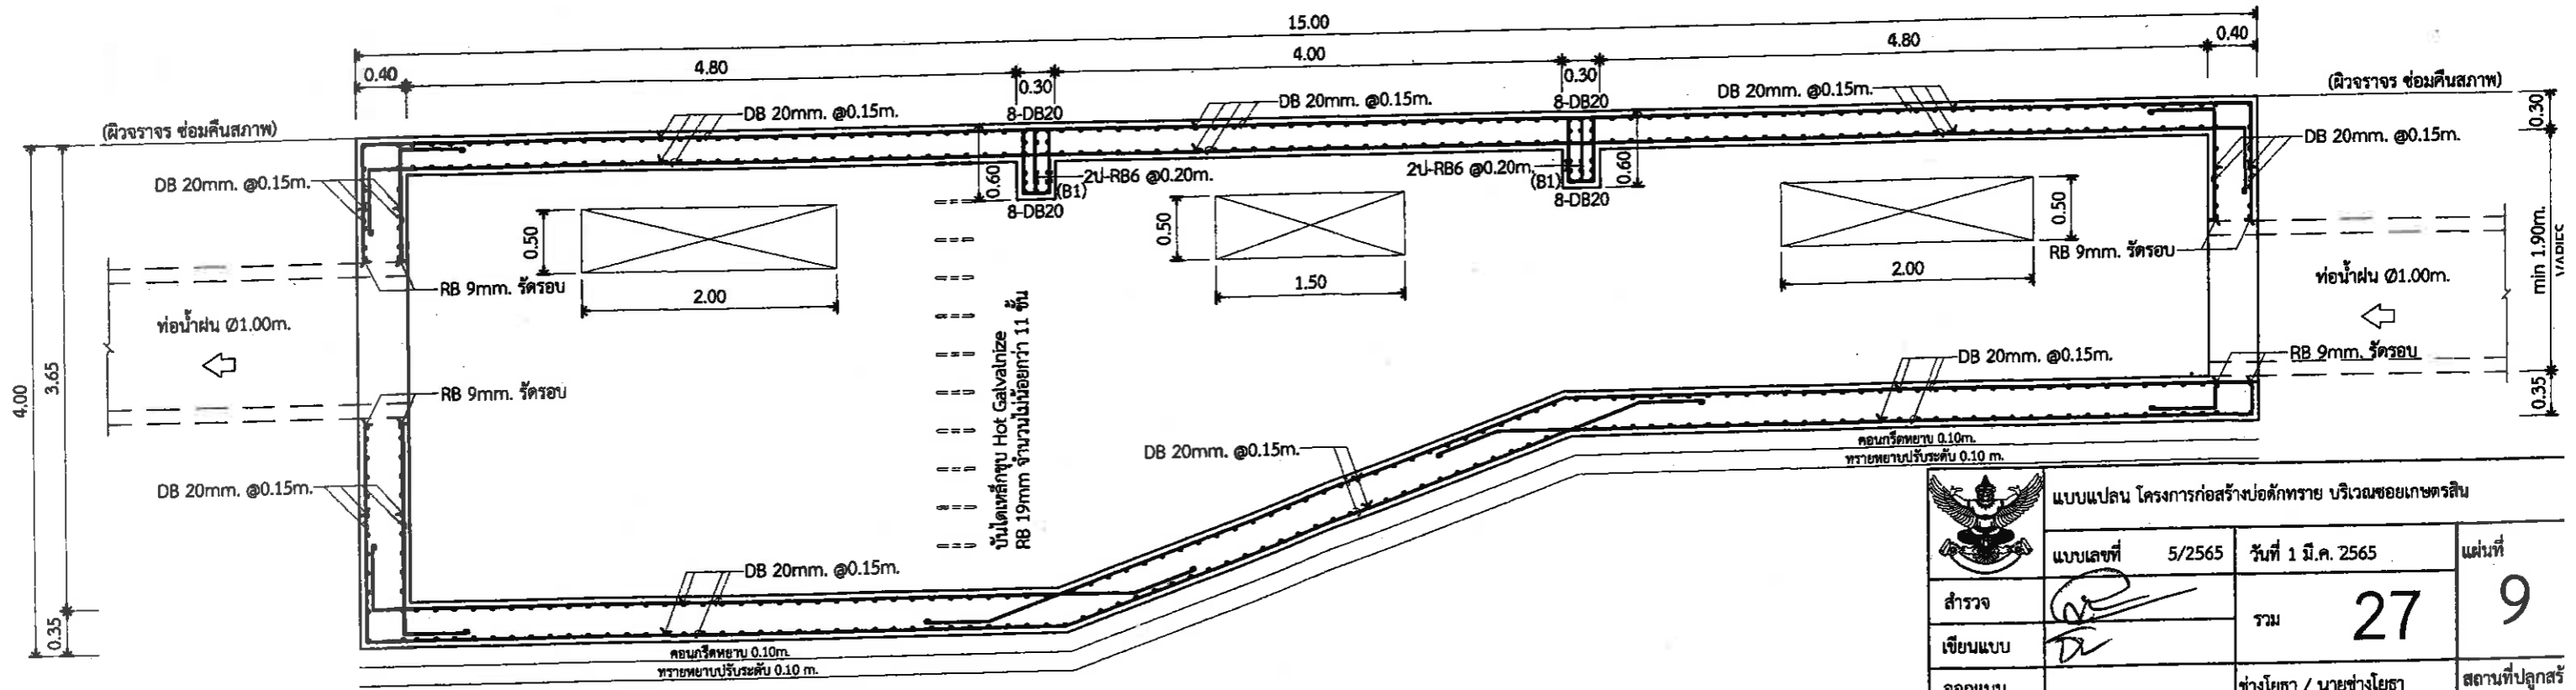 15.00
0.40
4.80
0.30
4.00
0.30
4.80
0.40
(ผิวจราจร ซ่อมคืนสภาพ)
(ผิวจราจร ซ่อมคืนสภาพ)
DB 20mm. @0.15m.
8-DB20
DB 20mm. @0.15m.
8-DB20
DB 20mm. @0.15m.
0.30
DB 20mm. @0.15m.
DB 20mm. @0.15m.
0.60
2ป-RB6 @0.20m.
(B1)
8-DB20
2ป-RB6 @0.20m.
(B1)
8-DB20
0.60
0.50
2.00
0.50
1.50
0.50
2.00
RB 9mm. รัดรอบ
RB 9mm. รัดรอบ
min 1.90m.
VARIES
ท่อน้ำฝน Ø1.00m.
ท่อน้ำฝน Ø1.00m.
4.00
3.65
RB 9mm. รัดรอบ
RB 9mm. รัดรอบ
บันไดเหล็กชุบ Hot Galvalnize
RB 19mm จำนวนไม่น้อยกว่า 11 ชั้น
DB 20mm. @0.15m.
0.35
DB 20mm. @0.15m.
DB 20mm. @0.15m.
คอนกรีตหยาบ 0.10m.
ทรายหยาบปรับระดับ 0.10 m.
DB 20mm. @0.15m.
0.35
คอนกรีตหยาบ 0.10m.
ทรายหยาบปรับระดับ 0.10 m.
แบบแปลน โครงการก่อสร้างบ่อดักทราย บริเวณซอยเกษตรสิน
แบบเลขที่ 5/2565
วันที่ 1 มี.ค. 2565
แผ่นที่
9
สำรวจ
รวม 27
เขียนแบบ
ออกแบบ
ช่างโยธา / นายช่างโยธา
สถานที่ปลูกสร้